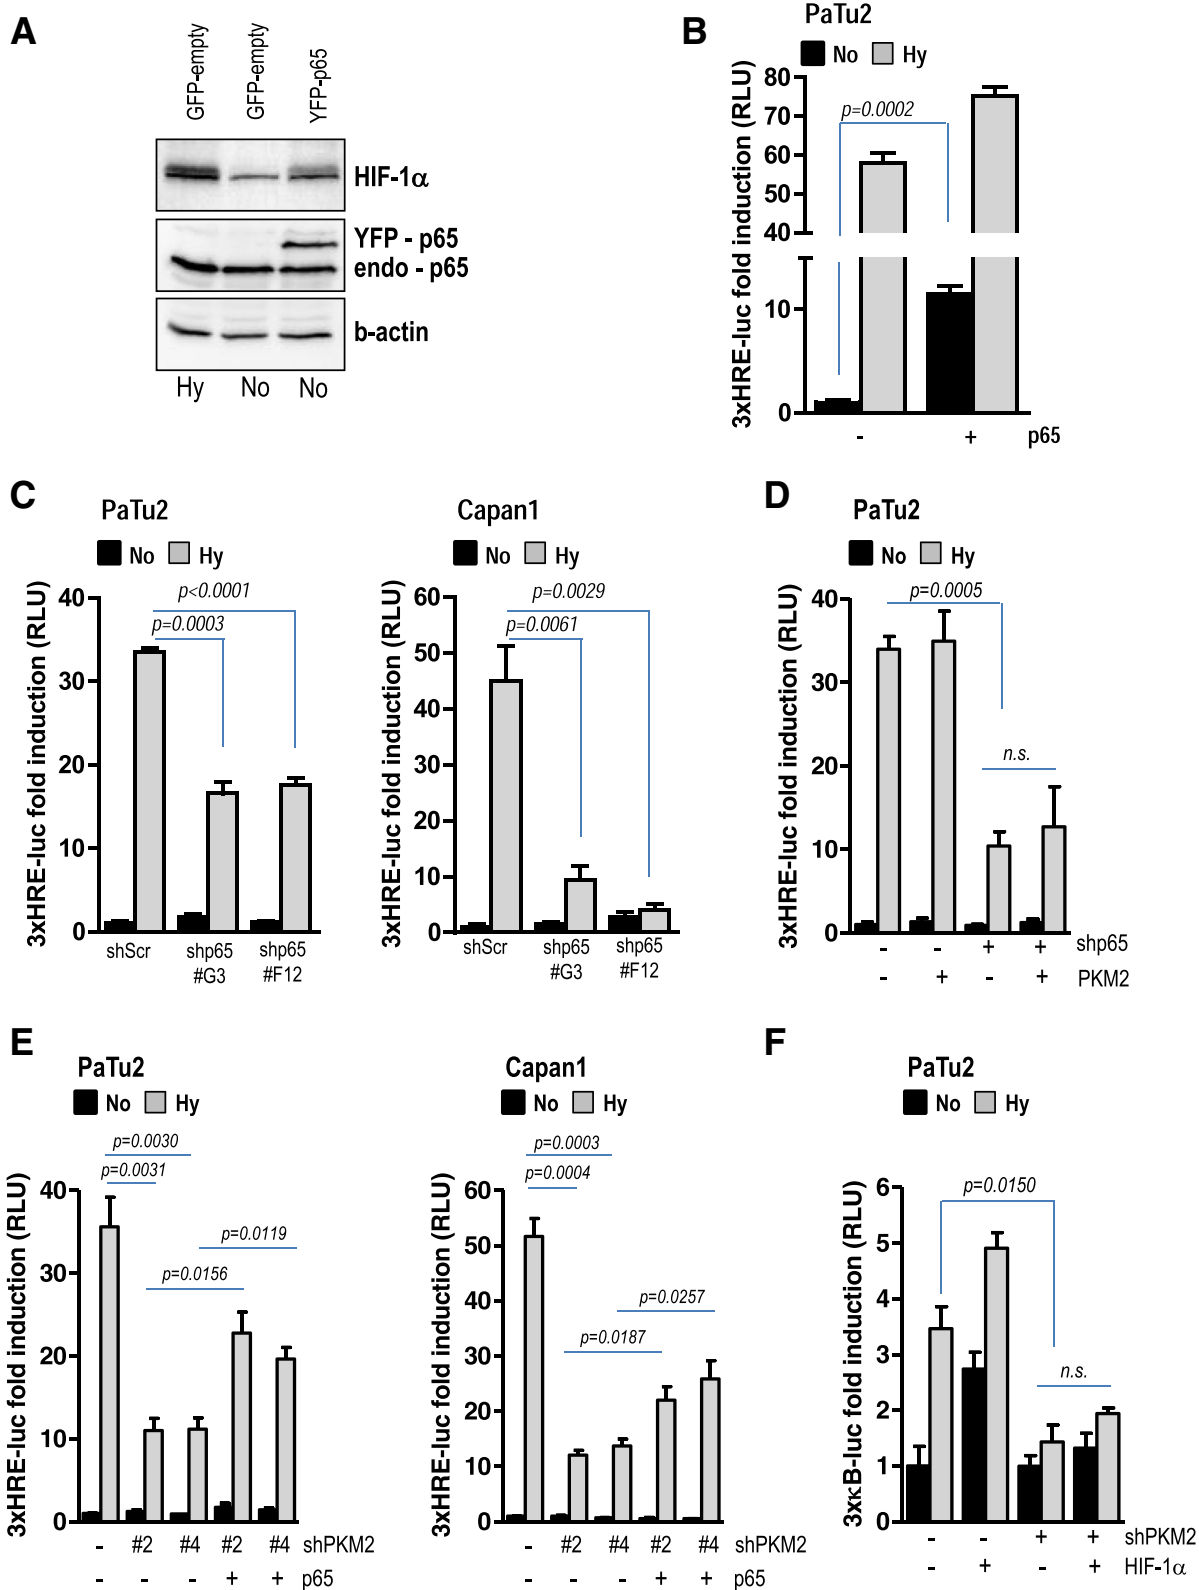 A
GFP-empty
GFP-empty
YFP-p65
HIF-1α
YFP - p65
endo - p65
b-actin
Hy No No
B
PaTu2
No Hy
3xHRE-luc fold induction (RLU)
80
70
60
50
40
10
0
p=0.0002
- + p65
C
PaTu2
No Hy
3xHRE-luc fold induction (RLU)
40
30
20
10
0
p<0.0001
p=0.0003
shScr shp65 shp65
#G3 #F12
Capan1
No Hy
3xHRE-luc fold induction (RLU)
60
50
40
30
20
10
0
p=0.0029
p=0.0061
shScr shp65 shp65
#G3 #F12
D
PaTu2
No Hy
3xHRE-luc fold induction (RLU)
40
30
20
10
0
p=0.0005
n.s.
- - + + shp65
- + - + PKM2
E
PaTu2
No Hy
3xHRE-luc fold induction (RLU)
40
30
20
10
0
p=0.0030
p=0.0031
p=0.0119
p=0.0156
- #2 #4 #2 #4 shPKM2
- - - + + p65
Capan1
No Hy
3xHRE-luc fold induction (RLU)
60
50
40
30
20
10
0
p=0.0003
p=0.0004
p=0.0257
p=0.0187
- #2 #4 #2 #4 shPKM2
- - - + + p65
F
PaTu2
No Hy
3xκB-luc fold induction (RLU)
6
5
4
3
2
1
0
p=0.0150
n.s.
- - + + shPKM2
- + - + HIF-1α